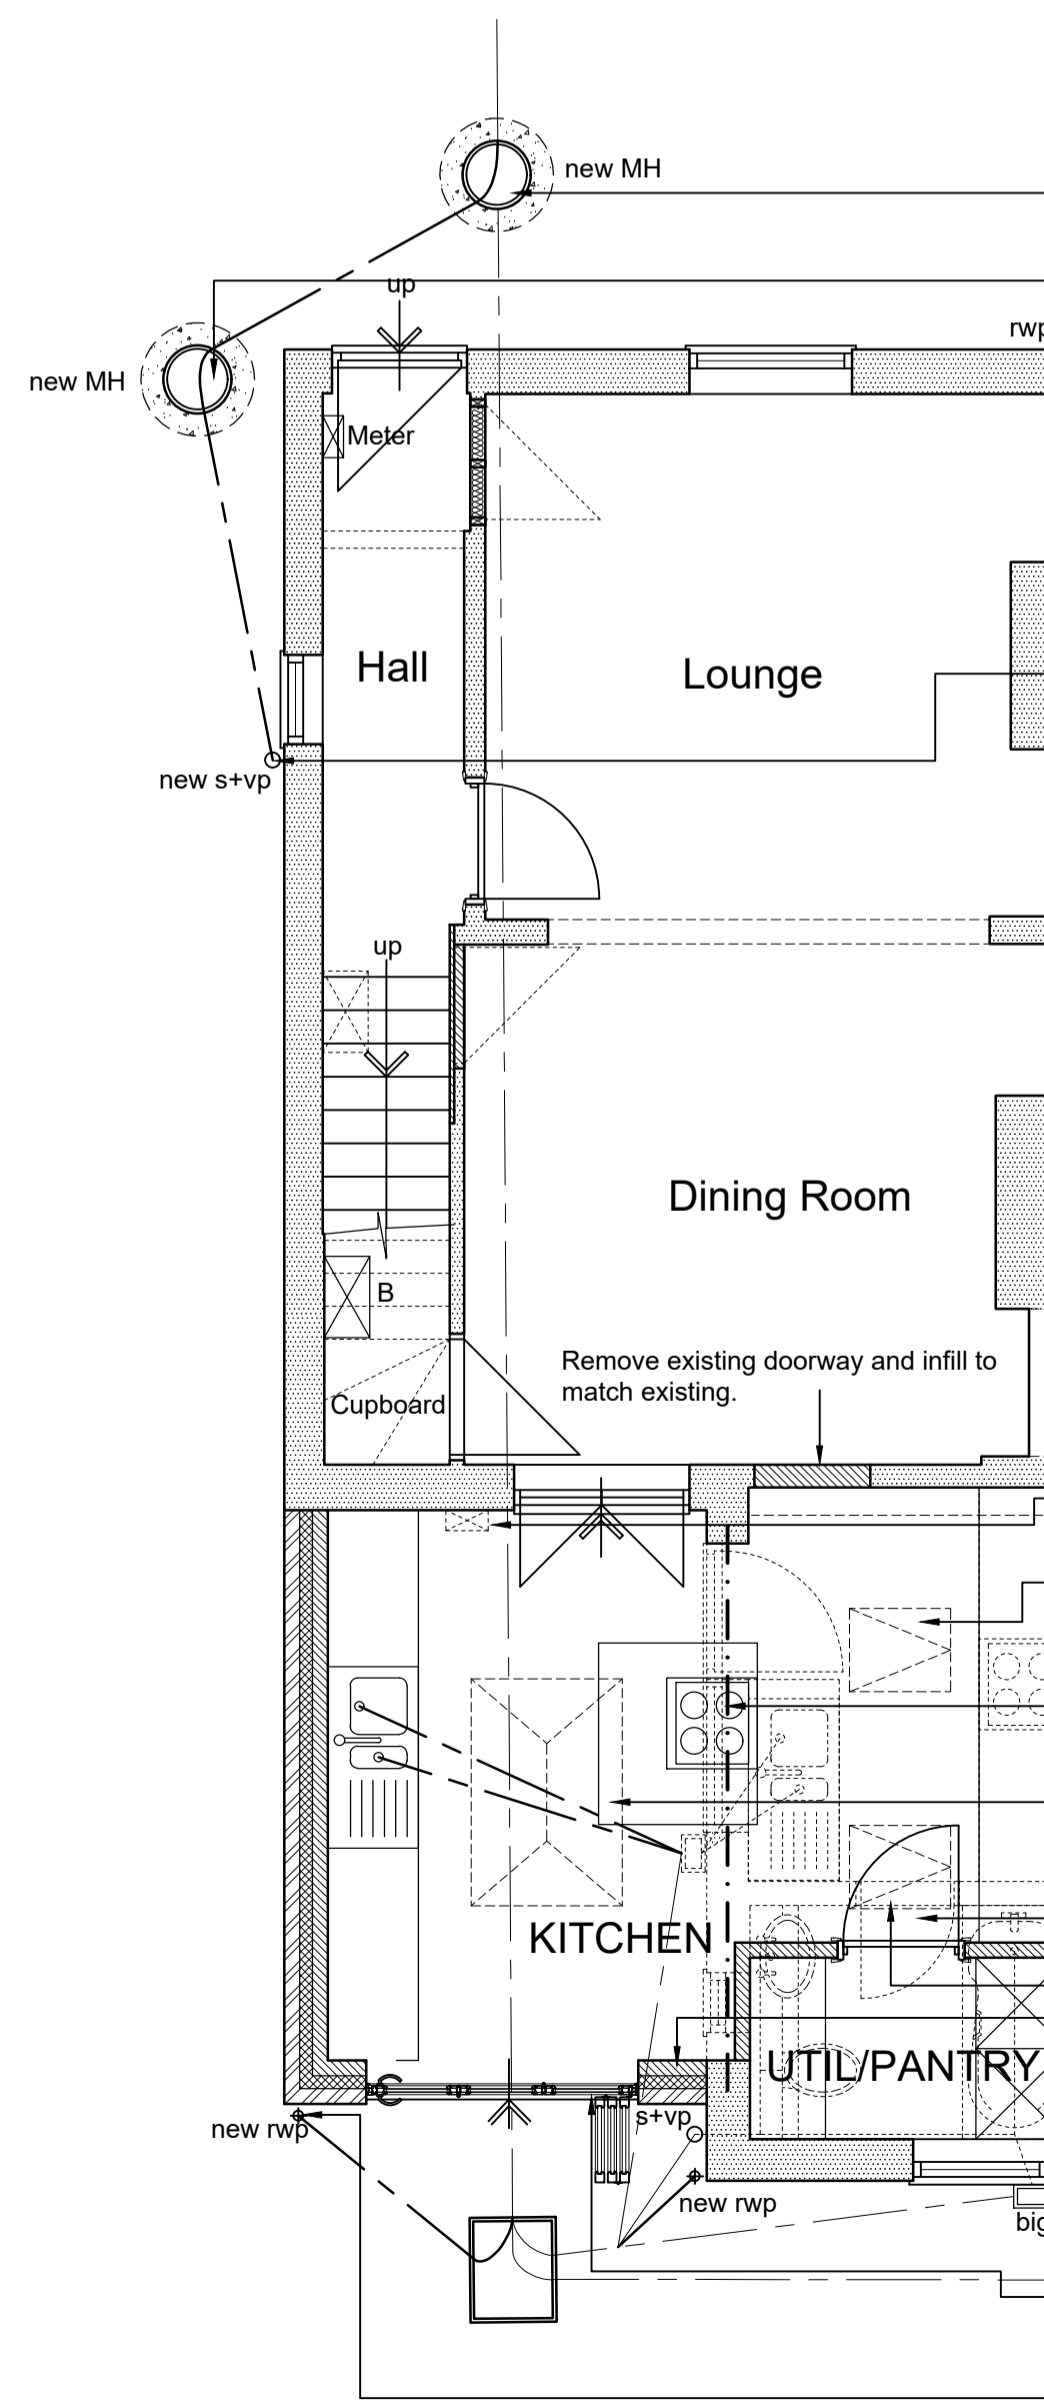 new MH
up
rwp
new MH
Meter
Hall
Lounge
new s+vp
up
Dining Room
B
Remove existing doorway and infill to
match existing.
Cupboard
KITCHEN
UTIL/PANTRY
s+vp
new rwp
new rwp
big